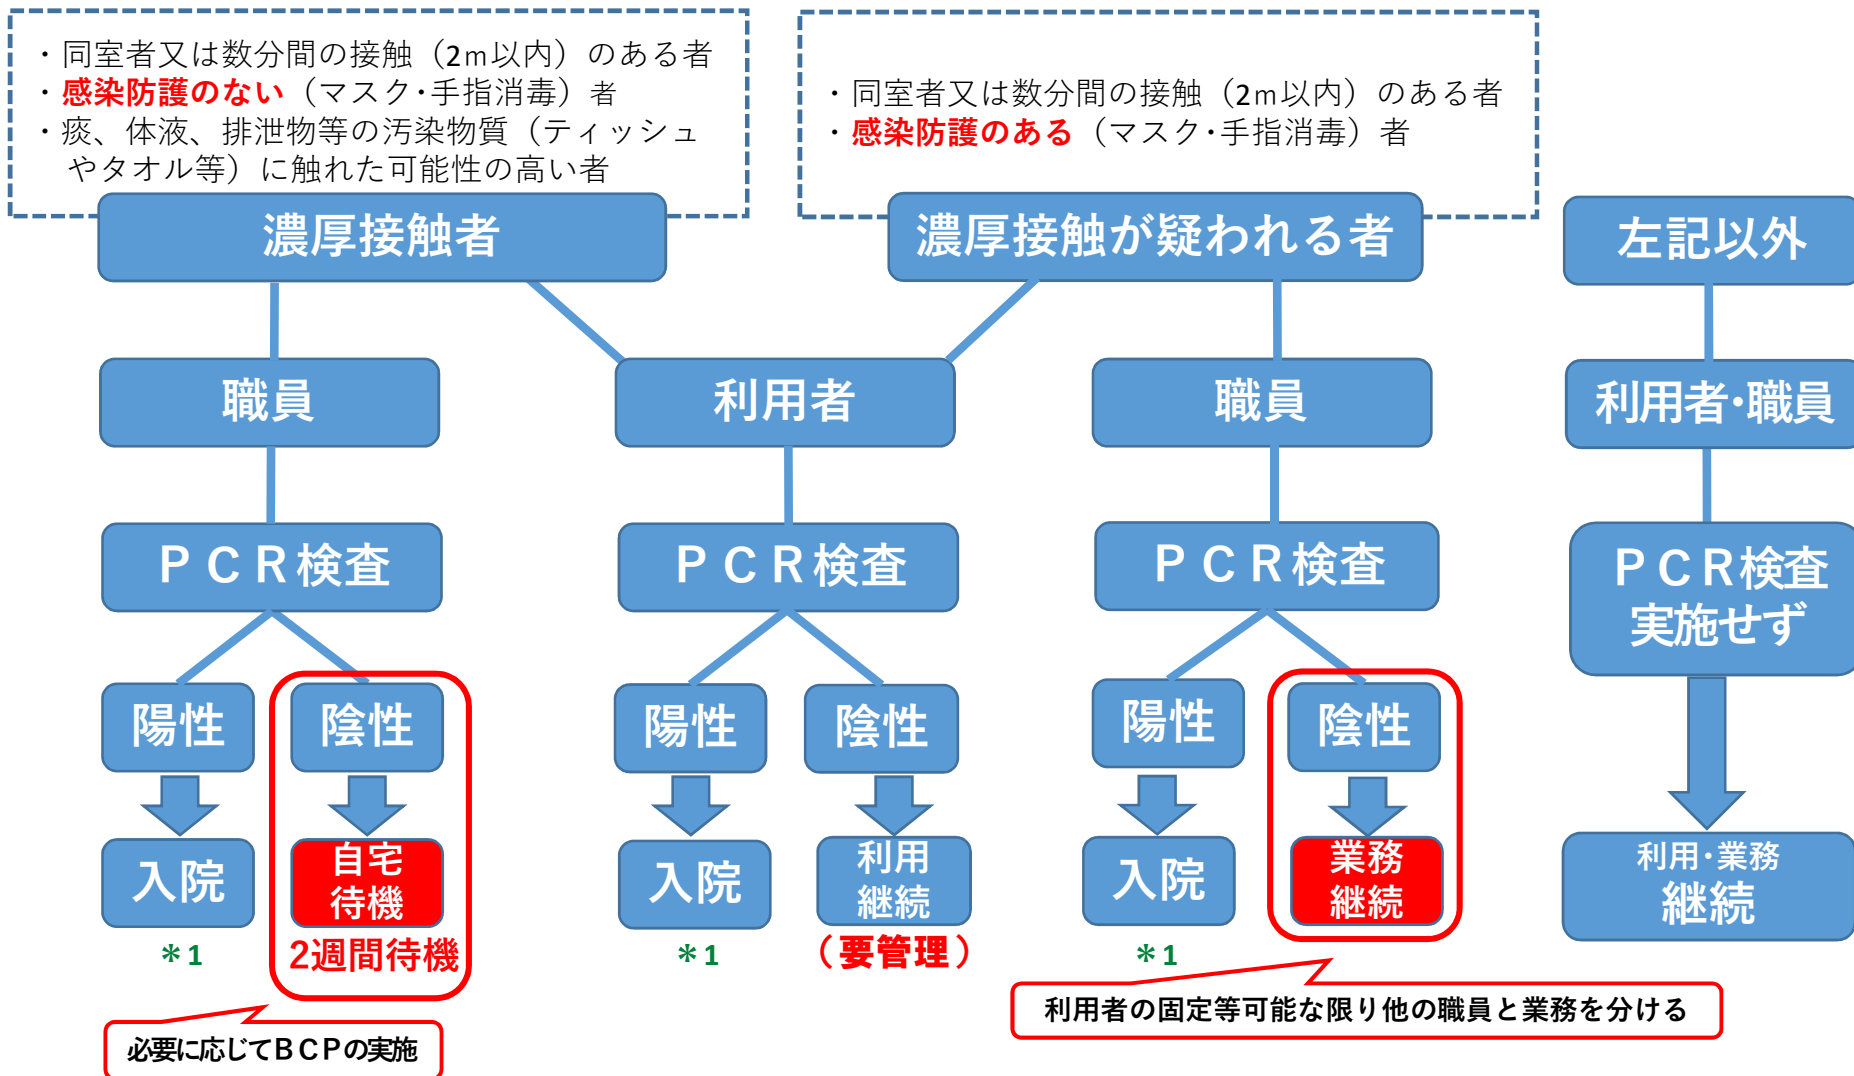 ・同室者又は数分間の接触（2ｍ以内）のある者
・感染防護のない（マスク・手指消毒）者
・痰、体液、排泄物等の汚染物質（ティッシュ
やタオル等）に触れた可能性の高い者
・同室者又は数分間の接触（2ｍ以内）のある者
・感染防護のある（マスク・手指消毒）者
濃厚接触者
濃厚接触が疑われる者
左記以外
職員
利用者
職員
利用者・職員
ＰＣＲ検査
ＰＣＲ検査
ＰＣＲ検査
ＰＣＲ検査
実施せず
陽性
陰性
陽性
陰性
陽性
陰性
入院
自宅
待機
入院
利用
継続
入院
業務
継続
利用・業務
継続
＊1
2週間待機
＊1
（要管理）
＊1
利用者の固定等可能な限り他の職員と業務を分ける
必要に応じてＢＣＰの実施